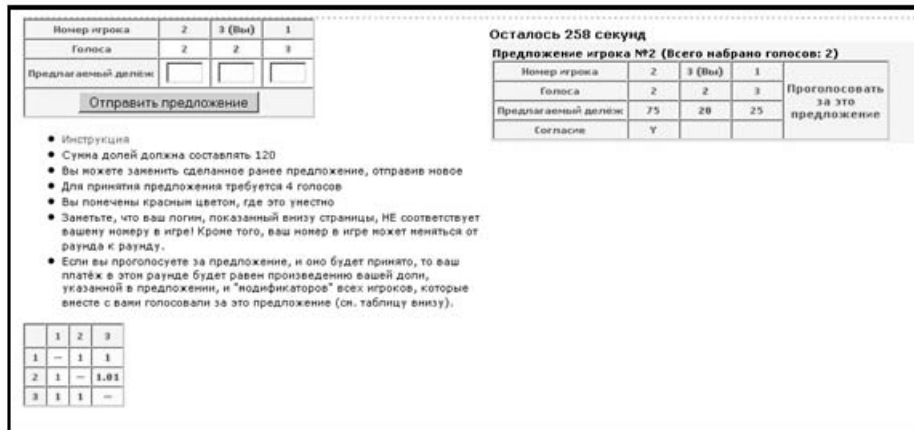 Номер игрока 2 3 (Вы) 1
Голоса 2 2 3
Предлагаемый делёж
Отправить предложение
Инструкция
Сумма долей должна составлять 120
Вы можете заменить сделанное ранее предложение, отправив новое
Для принятия предложения требуется 4 голосов
Вы помечены красным цветом, где это уместно
Заметьте, что ваш логин, показанный внизу страницы, НЕ соответствует
вашему номеру в игре! Кроме того, ваш номер в игре может меняться от
раунда к раунду.
Если вы проголосуете за предложение, и оно будет принято, то ваш
платёж в этом раунде будет равен произведению вашей доли,
указанной в предложении, и "модификаторов" всех игроков, которые
вместе с вами голосовали за это предложение (см. таблицу внизу).
1 2 3
1 — 1 1
2 1 — 1.01
3 1 1 —
Осталось 258 секунд
Предложение игрока №2 (Всего набрано голосов: 2)
Номер игрока 2 3 (Вы) 1
Голоса 2 2 3
Предлагаемый делёж 75 20 25
Согласие Y
Проголосовать
за это
предложение